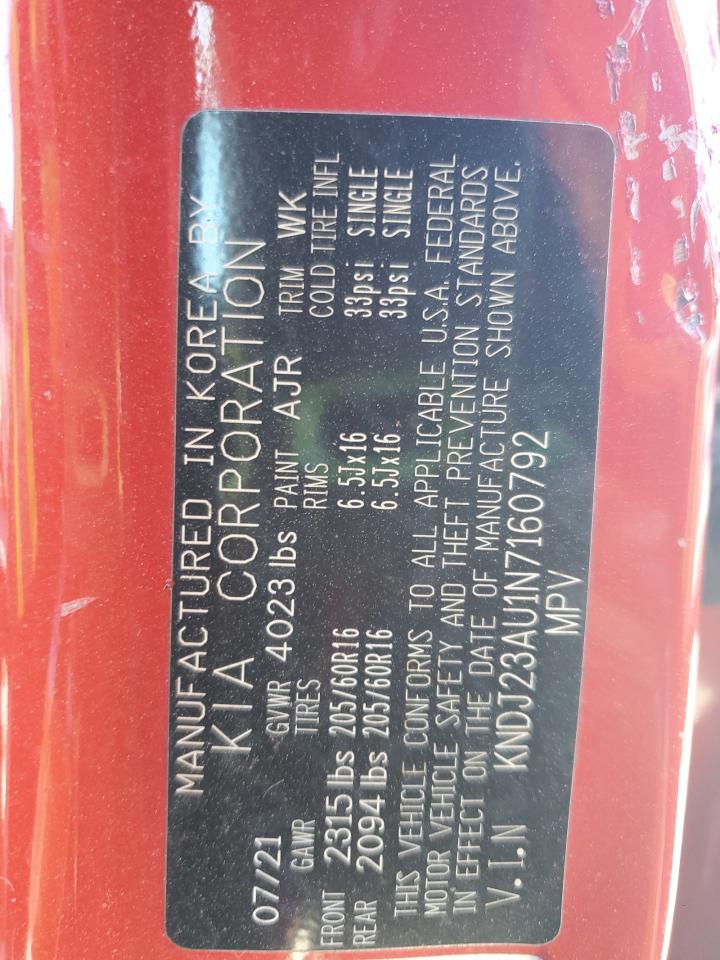 MANUFACTURED IN KOREA BY
KIA CORPORATION
07/21 GVWR 4023 lbs PAINT AJR TRIM WK
GAWR TIRES RIMS COLD TIRE INFL
FRONT 2315 lbs 205/60R16 6.5Jx16 33psi SINGLE
REAR 2094 lbs 205/60R16 6.5Jx16 33psi SINGLE
THIS VEHICLE CONFORMS TO ALL APPLICABLE U.S.A. FEDERAL
MOTOR VEHICLE SAFETY AND THEFT PREVENTION STANDARDS
IN EFFECT ON THE DATE OF MANUFACTURE SHOWN ABOVE.
V.I.N KNDJ23AU1N7160792
MPV